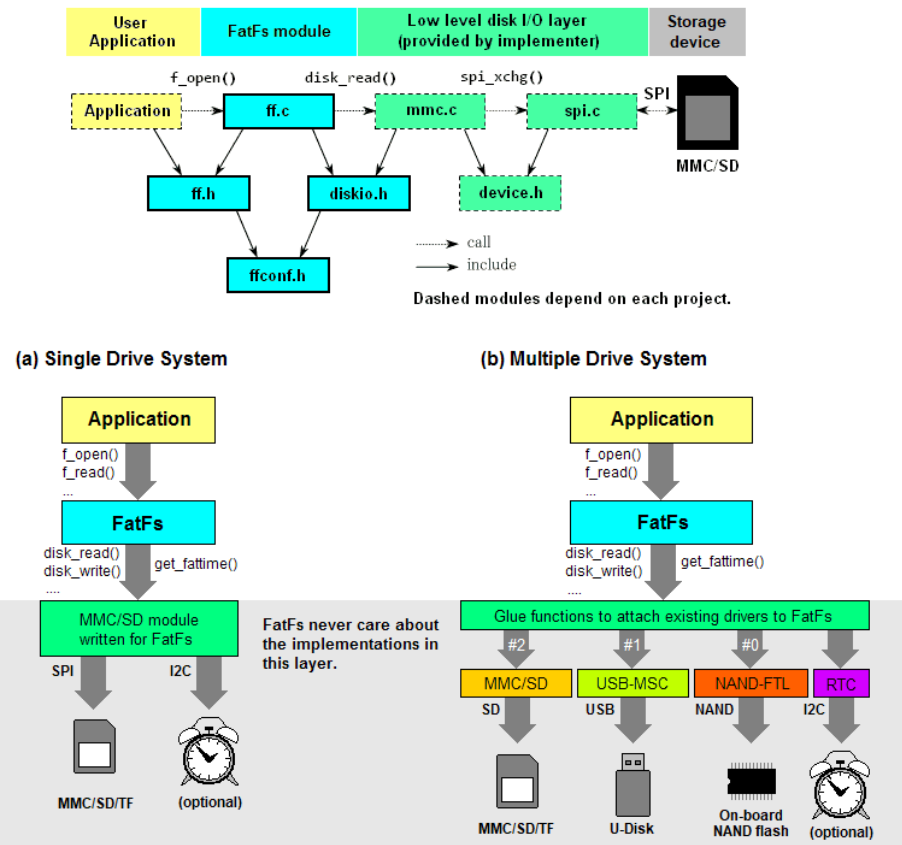 User Application
FatFs module
Low level disk I/O layer
(provided by implementer)
Storage device
f_open()
disk_read()
spi_xchg()
Application
ff.c
mmc.c
spi.c
SPI
MMC/SD
ff.h
diskio.h
device.h
ffconf.h
call
include
Dashed modules depend on each project.
(a) Single Drive System
Application
f_open()
f_read()
...
FatFs
disk_read()
disk_write()
....
get_fattime()
MMC/SD module
written for FatFs
SPI
I2C
MMC/SD/TF
(optional)
FatFs never care about
the implementations in
this layer.
(b) Multiple Drive System
Application
f_open()
f_read()
...
FatFs
disk_read()
disk_write()
....
get_fattime()
Glue functions to attach existing drivers to FatFs
#2
#1
#0
MMC/SD
USB-MSC
NAND-FTL
RTC
SD
USB
NAND
I2C
MMC/SD/TF
U-Disk
On-board
NAND flash
(optional)